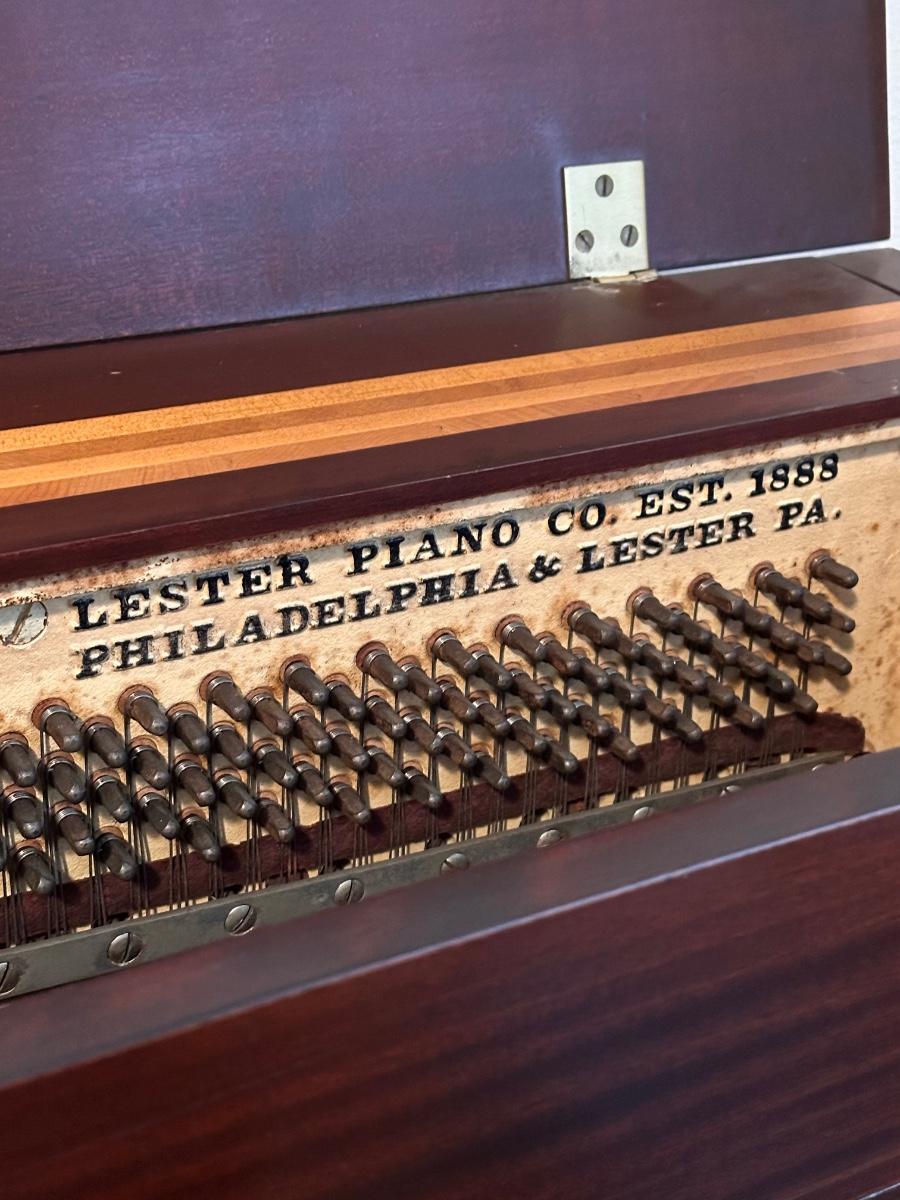 LESTER PIANO CO. EST. 1888
PHILADELPHIA & LESTER PA.